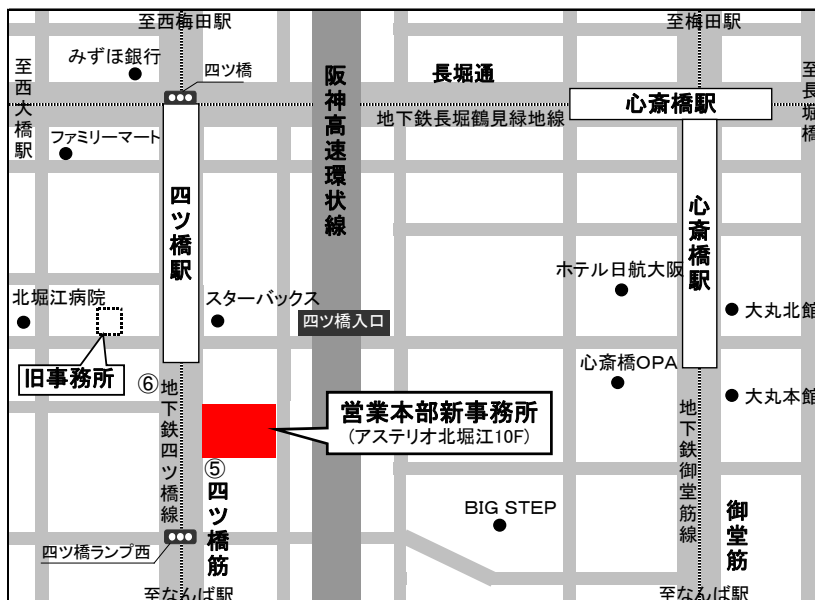 至西梅田駅
至梅田駅
みずほ銀行
四ツ橋
長堀通
至西大橋駅
阪神高速環状線
心斎橋駅
至長堀橋
地下鉄長堀鶴見緑地線
ファミリーマート
四ツ橋駅
心斎橋駅
ホテル日航大阪
北堀江病院
スターバックス
四ツ橋入口
大丸北館
旧事務所
心斎橋OPA
⑥
地下鉄四ツ橋線
大丸本館
営業本部新事務所
(アステリオ北堀江10F)
地下鉄御堂筋線
⑤
四ツ橋筋
BIG STEP
御堂筋
四ツ橋ランプ西
至なんば駅
至なんば駅